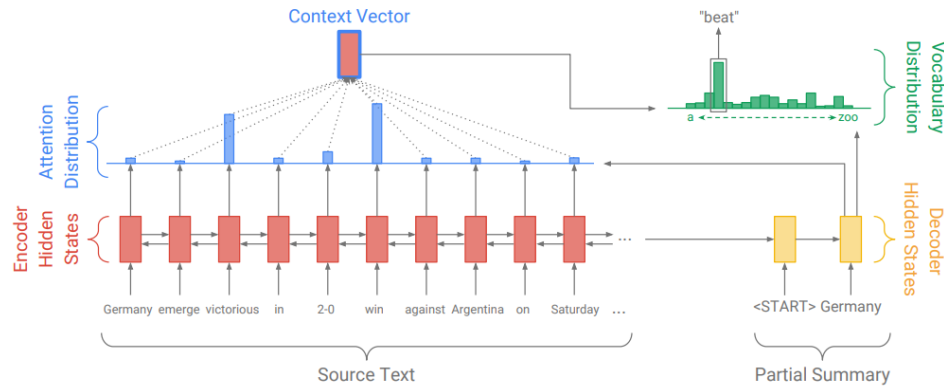 Context Vector
"beat"
Attention
Distribution
a
zoo
Vocabulary
Distribution
Encoder
Hidden
States
...
Decoder
Hidden States
Germany emerge victorious in 2-0 win against Argentina on Saturday ...
<START> Germany
Source Text
Partial Summary